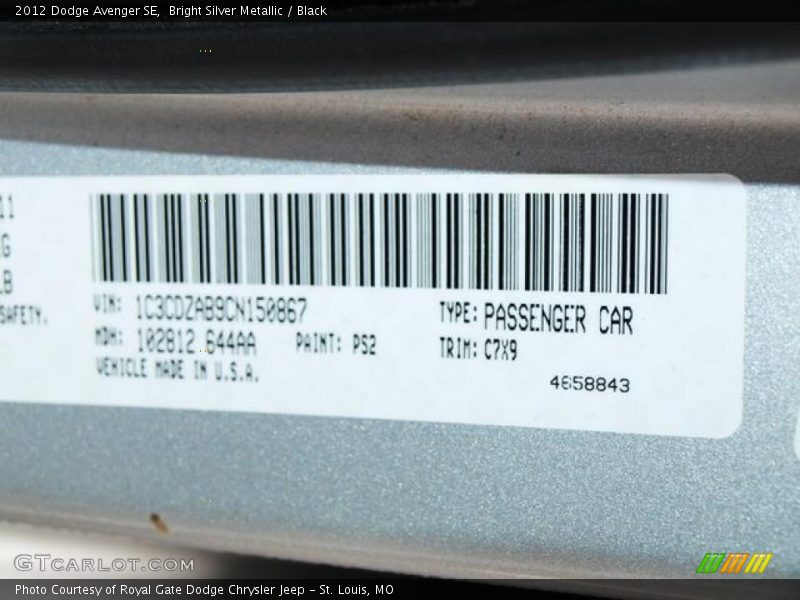 2012 Dodge Avenger SE,  Bright Silver Metallic / Black
11
G
LB
SAFETY.
VIN: 1C3CDZAB9CN150867
MDH: 102812 644AA
PAINT: PS2
VEHICLE MADE IN U.S.A.
TYPE: PASSENGER CAR
TRIM: C7X9
4658843
GTCARLOT.COM
Photo Courtesy of Royal Gate Dodge Chrysler Jeep – St. Louis, MO